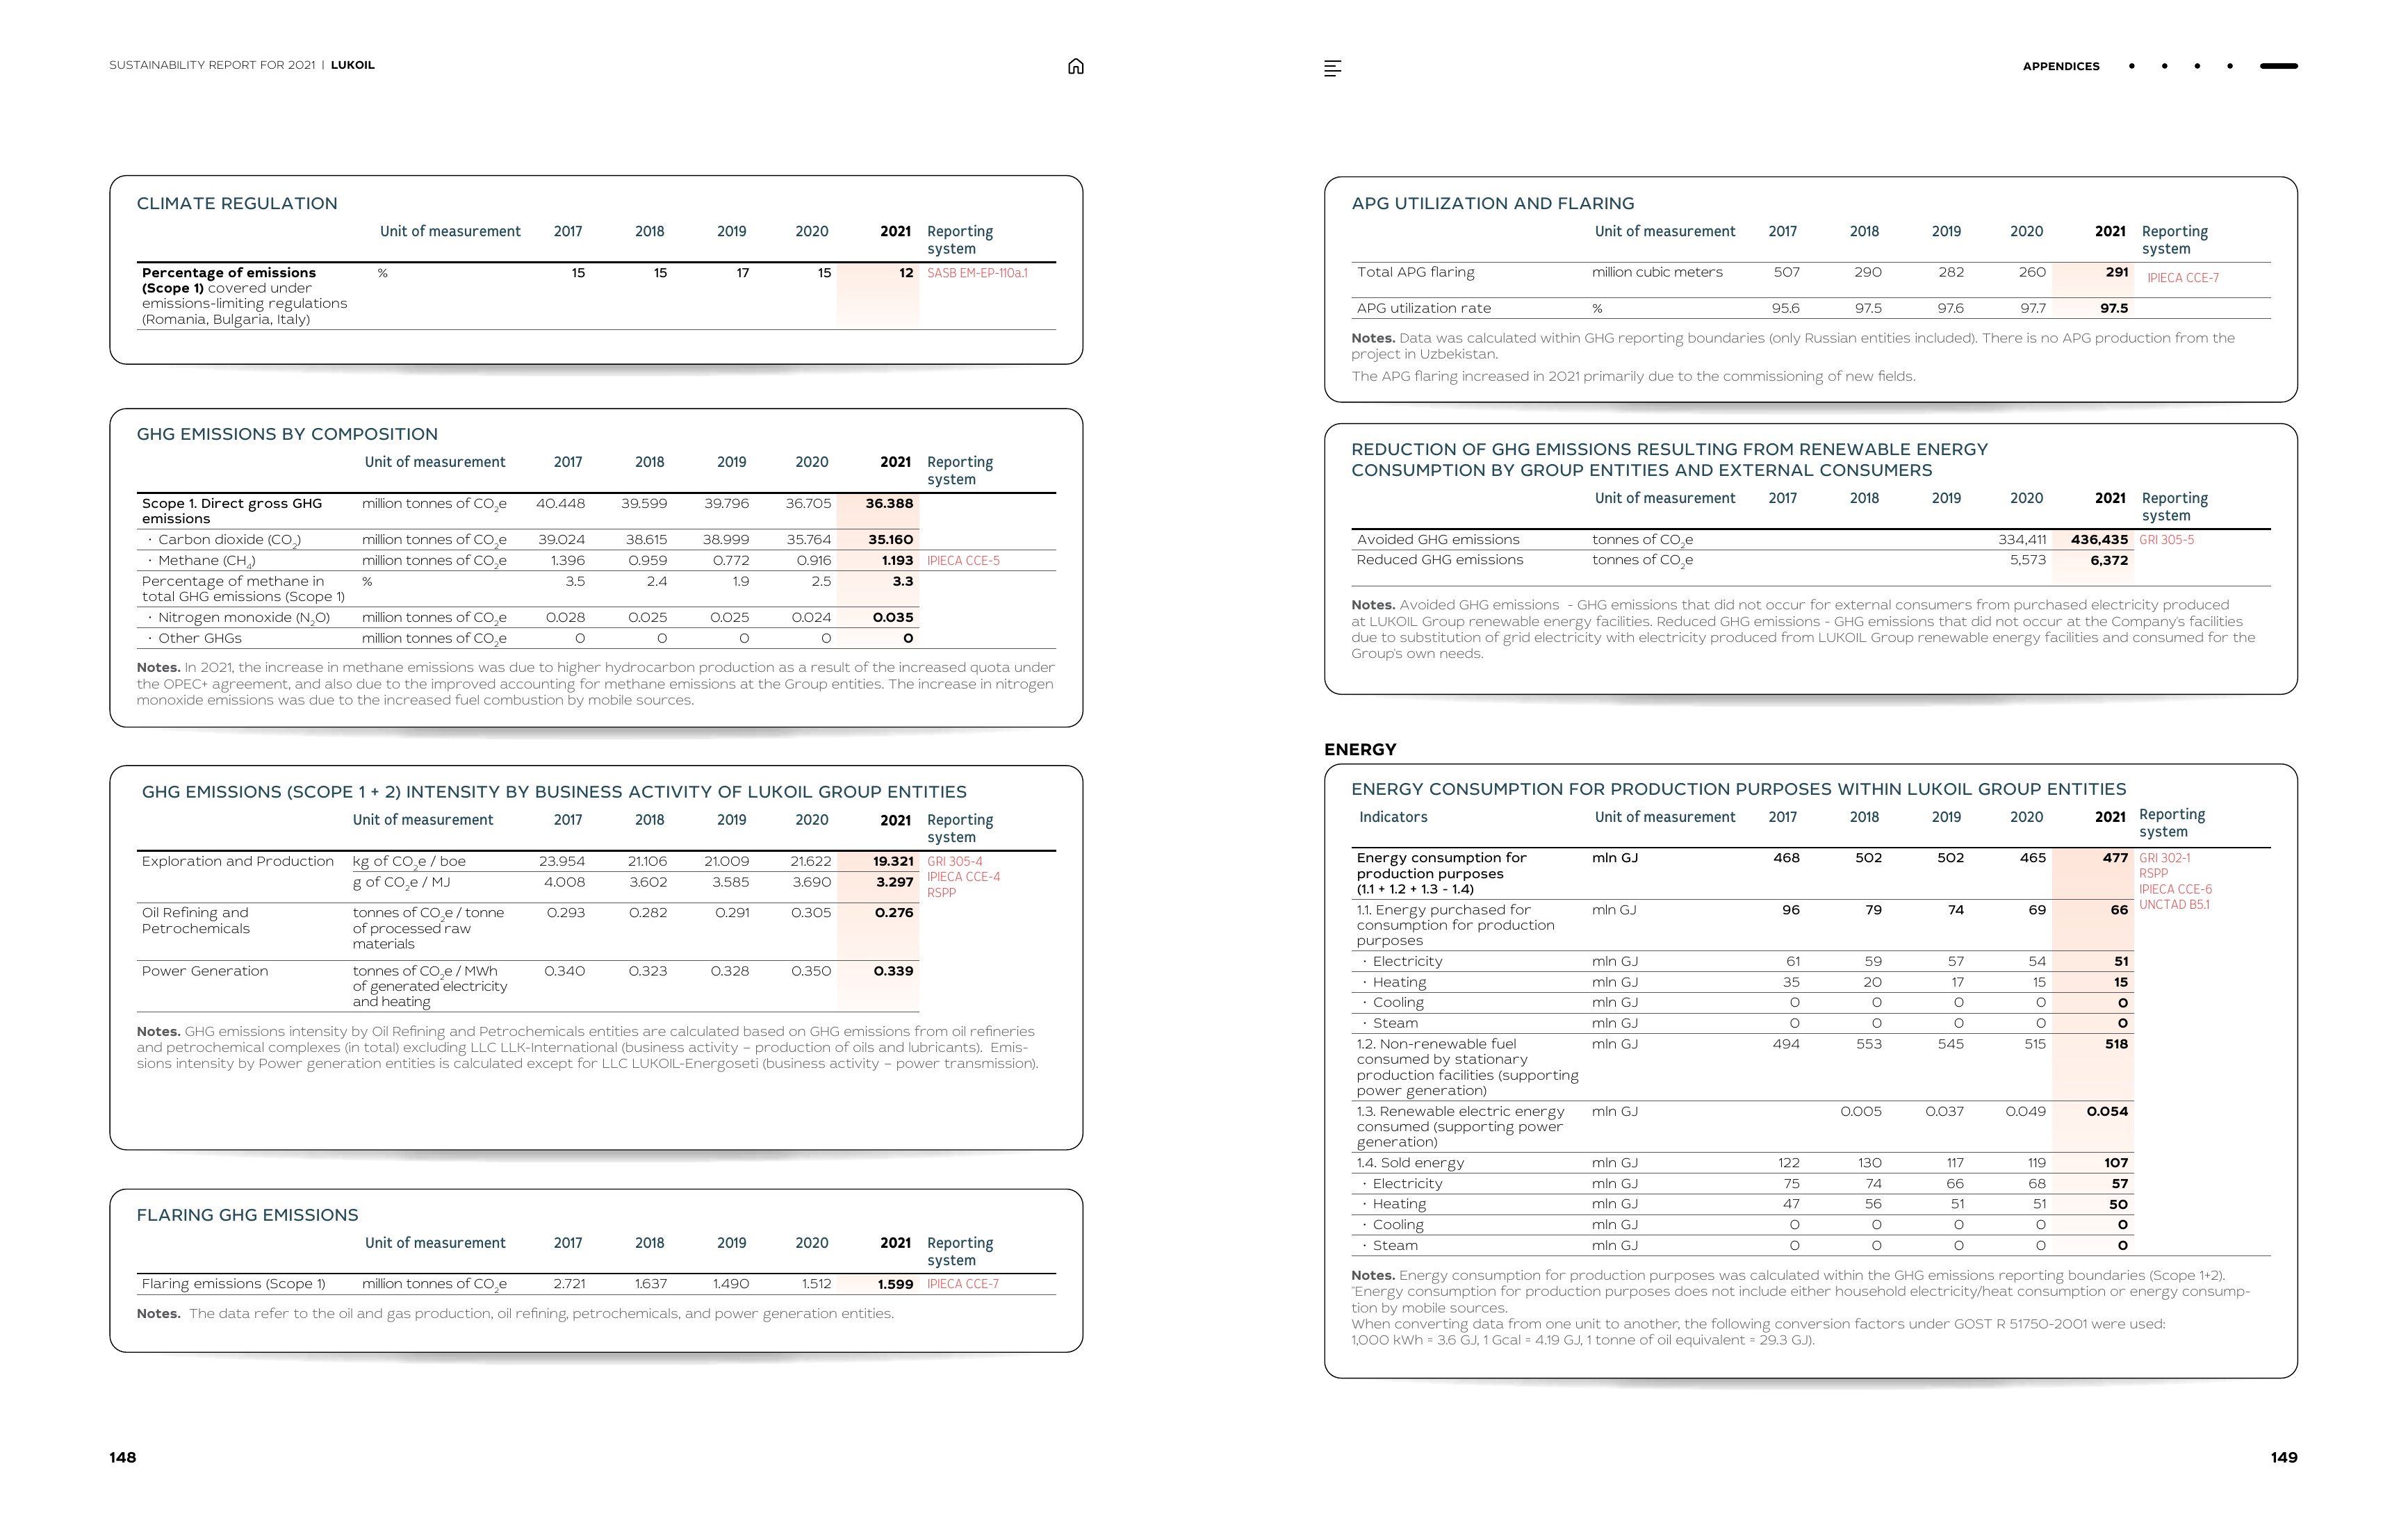 SUSTAINABILITY REPORT FOR 2021 | LUKOIL
CLIMATE REGULATION
Unit of measurement 2017 2018 2019 2020 2021 Reporting
system
Percentage of emissions % 15 15 17 15 12 SASB EM-EP-110a.1
(Scope 1) covered under
emissions-limiting regulations
(Romania, Bulgaria, Italy)
GHG EMISSIONS BY COMPOSITION
Unit of measurement 2017 2018 2019 2020 2021 Reporting
system
Scope 1. Direct gross GHG million tonnes of CO₂e 40.448 39.599 39.796 36.705 36.388
emissions
· Carbon dioxide (CO₂) million tonnes of CO₂e 39.024 38.615 38.999 35.764 35.160
· Methane (CH₄) million tonnes of CO₂e 1.396 0.959 0.772 0.916 1.193 IPIECA CCE-5
Percentage of methane in % 3.5 2.4 1.9 2.5 3.3
total GHG emissions (Scope 1)
· Nitrogen monoxide (N₂O) million tonnes of CO₂e 0.028 0.025 0.025 0.024 0.035
· Other GHGs million tonnes of CO₂e 0 0 0 0 0
Notes. In 2021, the increase in methane emissions was due to higher hydrocarbon production as a result of the increased quota under
the OPEC+ agreement, and also due to the improved accounting for methane emissions at the Group entities. The increase in nitrogen
monoxide emissions was due to the increased fuel combustion by mobile sources.
GHG EMISSIONS (SCOPE 1 + 2) INTENSITY BY BUSINESS ACTIVITY OF LUKOIL GROUP ENTITIES
Unit of measurement 2017 2018 2019 2020 2021 Reporting
system
Exploration and Production kg of CO₂e / boe 23.954 21.106 21.009 21.622 19.321 GRI 305-4
IPIECA CCE-4
g of CO₂e / MJ 4.008 3.602 3.585 3.690 3.297
RSPP
Oil Refining and tonnes of CO₂e / tonne 0.293 0.282 0.291 0.305 0.276
Petrochemicals of processed raw
materials
Power Generation tonnes of CO₂e / MWh 0.340 0.323 0.328 0.350 0.339
of generated electricity
and heating
Notes. GHG emissions intensity by Oil Refining and Petrochemicals entities are calculated based on GHG emissions from oil refineries
and petrochemical complexes (in total) excluding LLC LLK-International (business activity – production of oils and lubricants). Emis-
sions intensity by Power generation entities is calculated except for LLC LUKOIL-Energoseti (business activity – power transmission).
FLARING GHG EMISSIONS
Unit of measurement 2017 2018 2019 2020 2021 Reporting
system
Flaring emissions (Scope 1) million tonnes of CO₂e 2.721 1.637 1.490 1.512 1.599 IPIECA CCE-7
Notes. The data refer to the oil and gas production, oil refining, petrochemicals, and power generation entities.
148
APPENDICES
APG UTILIZATION AND FLARING
Unit of measurement 2017 2018 2019 2020 2021 Reporting
system
Total APG flaring million cubic meters 507 290 282 260 291 IPIECA CCE-7
APG utilization rate % 95.6 97.5 97.6 97.7 97.5
Notes. Data was calculated within GHG reporting boundaries (only Russian entities included). There is no APG production from the
project in Uzbekistan.
The APG flaring increased in 2021 primarily due to the commissioning of new fields.
REDUCTION OF GHG EMISSIONS RESULTING FROM RENEWABLE ENERGY
CONSUMPTION BY GROUP ENTITIES AND EXTERNAL CONSUMERS
Unit of measurement 2017 2018 2019 2020 2021 Reporting
system
Avoided GHG emissions tonnes of CO₂e 334,411 436,435 GRI 305-5
Reduced GHG emissions tonnes of CO₂e 5,573 6,372
Notes. Avoided GHG emissions - GHG emissions that did not occur for external consumers from purchased electricity produced
at LUKOIL Group renewable energy facilities. Reduced GHG emissions - GHG emissions that did not occur at the Company's facilities
due to substitution of grid electricity with electricity produced from LUKOIL Group renewable energy facilities and consumed for the
Group's own needs.
ENERGY
ENERGY CONSUMPTION FOR PRODUCTION PURPOSES WITHIN LUKOIL GROUP ENTITIES
Indicators Unit of measurement 2017 2018 2019 2020 2021 Reporting
system
Energy consumption for mln GJ 468 502 502 465 477 GRI 302-1
production purposes RSPP
(1.1 + 1.2 + 1.3 - 1.4) IPIECA CCE-6
UNCTAD B5.1
1.1. Energy purchased for mln GJ 96 79 74 69 66
consumption for production
purposes
· Electricity mln GJ 61 59 57 54 51
· Heating mln GJ 35 20 17 15 15
· Cooling mln GJ 0 0 0 0 0
· Steam mln GJ 0 0 0 0 0
1.2. Non-renewable fuel mln GJ 494 553 545 515 518
consumed by stationary
production facilities (supporting
power generation)
1.3. Renewable electric energy mln GJ 0.005 0.037 0.049 0.054
consumed (supporting power
generation)
1.4. Sold energy mln GJ 122 130 117 119 107
· Electricity mln GJ 75 74 66 68 57
· Heating mln GJ 47 56 51 51 50
· Cooling mln GJ 0 0 0 0 0
· Steam mln GJ 0 0 0 0 0
Notes. Energy consumption for production purposes was calculated within the GHG emissions reporting boundaries (Scope 1+2).
"Energy consumption for production purposes does not include either household electricity/heat consumption or energy consump-
tion by mobile sources.
When converting data from one unit to another, the following conversion factors under GOST R 51750-2001 were used:
1,000 kWh = 3.6 GJ, 1 Gcal = 4.19 GJ, 1 tonne of oil equivalent = 29.3 GJ).
149